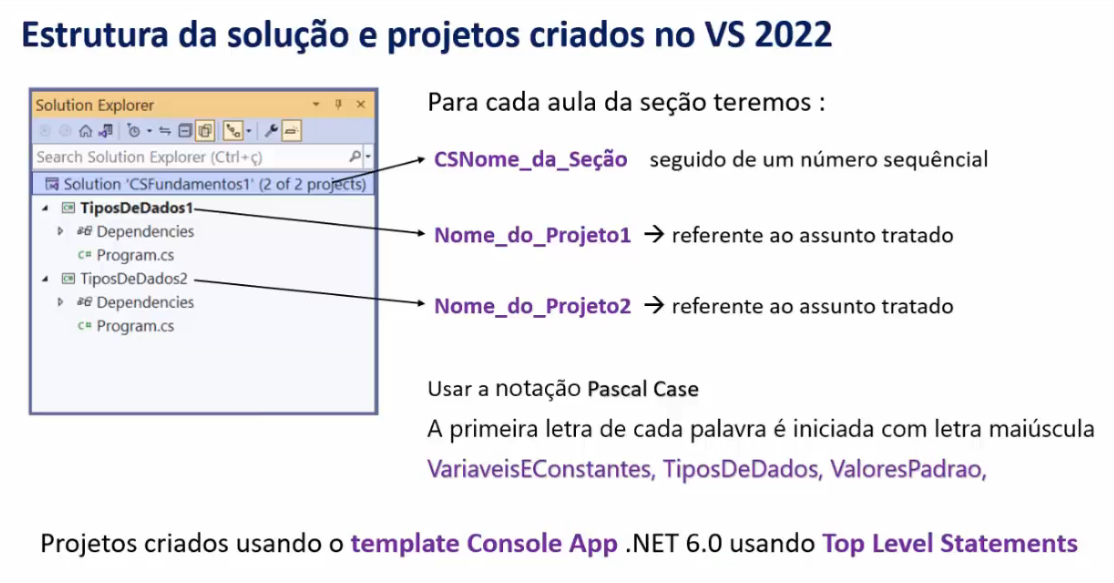 Estrutura da solução e projetos criados no VS 2022
Solution Explorer
Search Solution Explorer (Ctrl+ç)
Solution 'CSFundamentos1' (2 of 2 projects)
TiposDeDados1
Dependencies
C# Program.cs
TiposDeDados2
Dependencies
C# Program.cs
Para cada aula da seção teremos :
CSNome_da_Seção seguido de um número sequêncial
Nome_do_Projeto1 → referente ao assunto tratado
Nome_do_Projeto2 → referente ao assunto tratado
Usar a notação Pascal Case
A primeira letra de cada palavra é iniciada com letra maiúscula
VariaveisEConstantes, TiposDeDados, ValoresPadrao,
Projetos criados usando o template Console App .NET 6.0 usando Top Level Statements